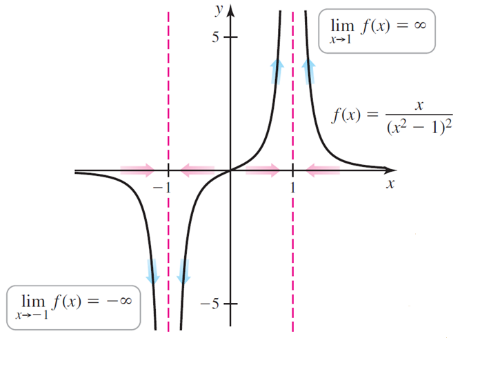 y
5
lim f(x) = ∞
x→1
f(x) = x / (x² − 1)²
−1
1
x
lim f(x) = −∞
x→−1
−5